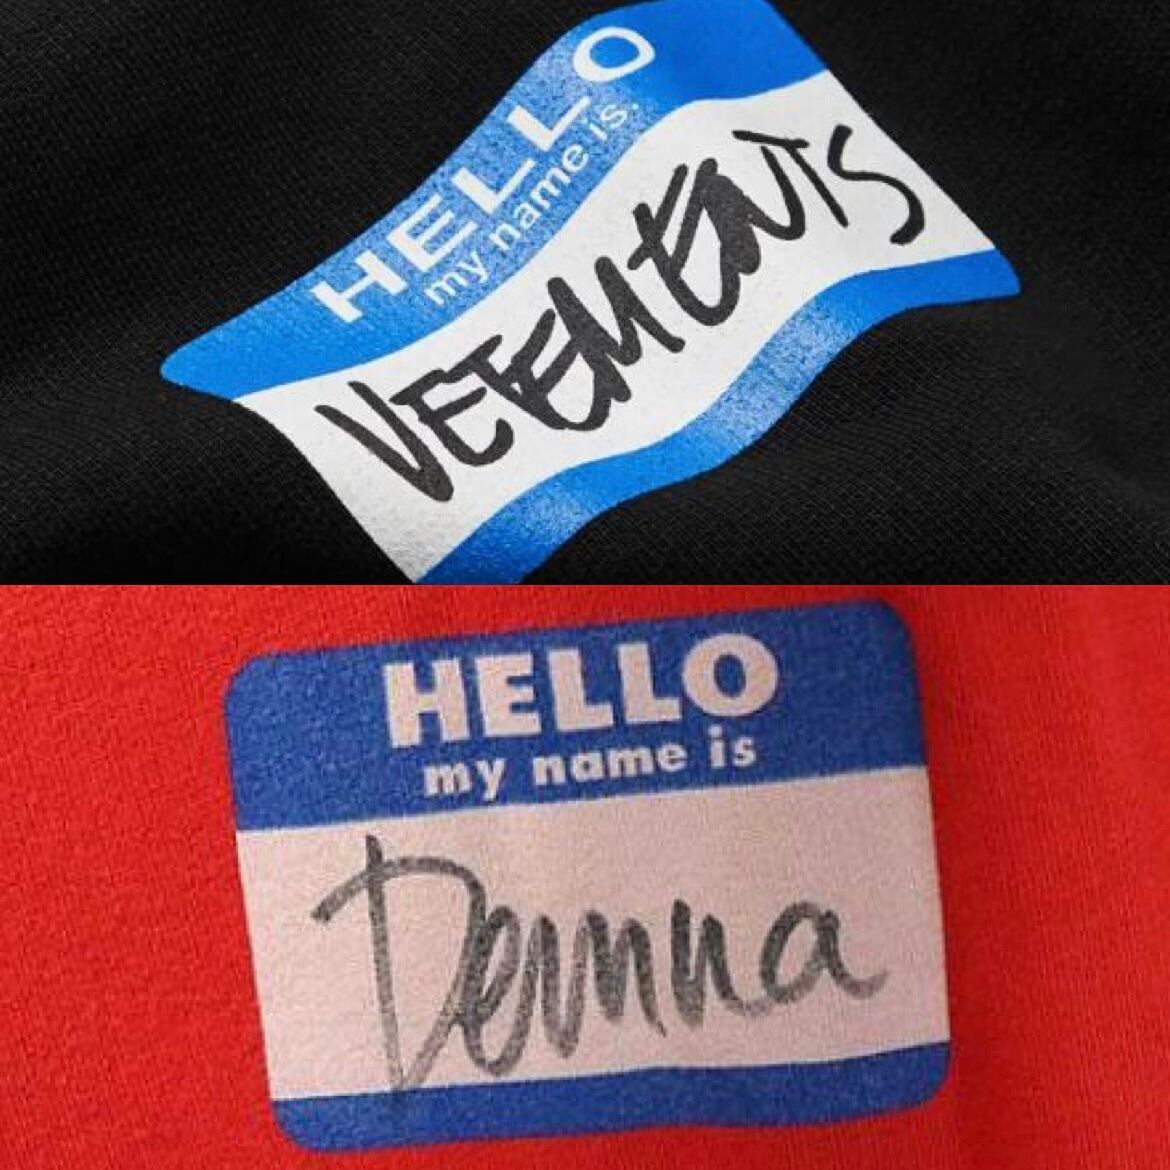 HELLO
my name is:
VETEMENTS
HELLO
my name is
Demna